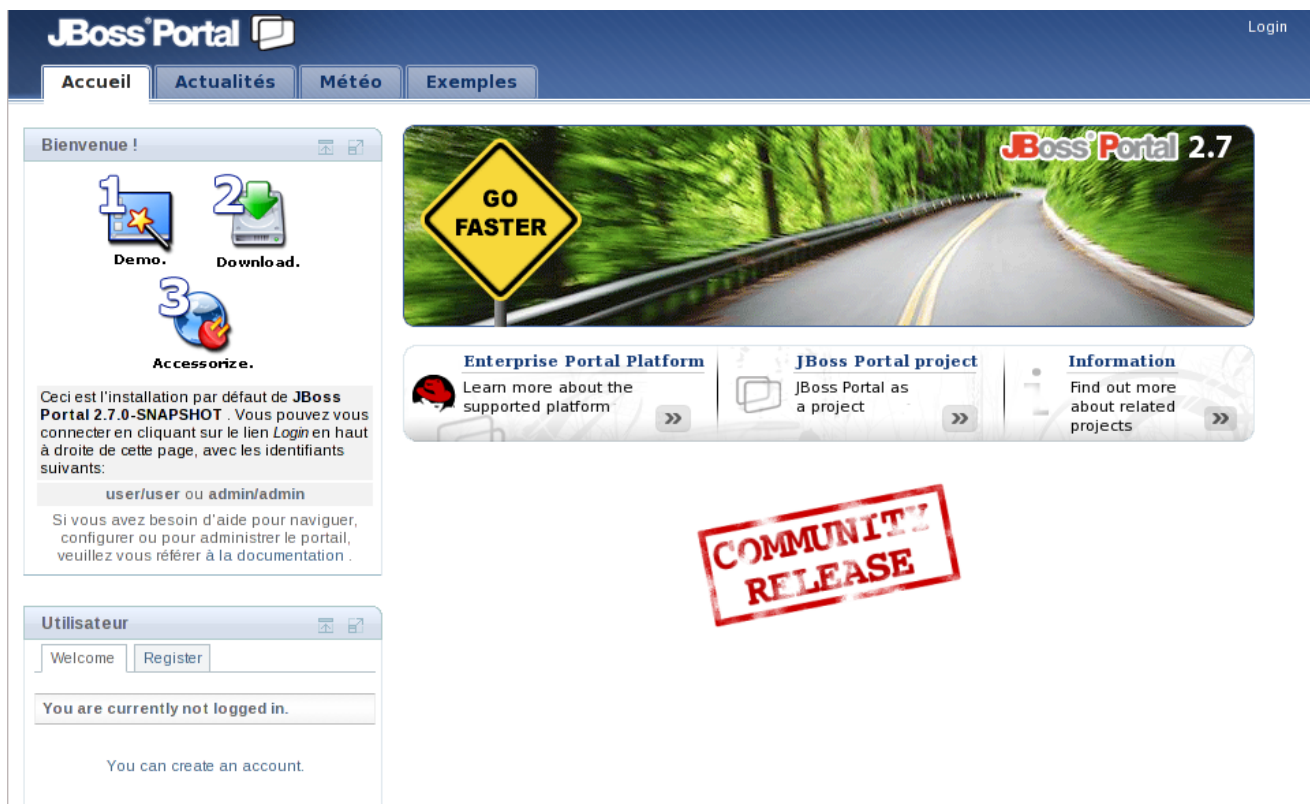 JBoss Portal
Login
Accueil
Actualités
Météo
Exemples
Bienvenue !
1
2
Demo.
Download.
3
Accessorize.
Ceci est l'installation par défaut de JBoss
Portal 2.7.0-SNAPSHOT . Vous pouvez vous
connecter en cliquant sur le lien Login en haut
à droite de cette page, avec les identifiants
suivants:
user/user ou admin/admin
Si vous avez besoin d'aide pour naviguer,
configurer ou pour administrer le portail,
veuillez vous référer à la documentation .
Utilisateur
Welcome
Register
You are currently not logged in.
You can create an account.
JBoss Portal 2.7
GO
FASTER
Enterprise Portal Platform
Learn more about the
supported platform
JBoss Portal project
JBoss Portal as
a project
Information
Find out more
about related
projects
COMMUNITY
RELEASE